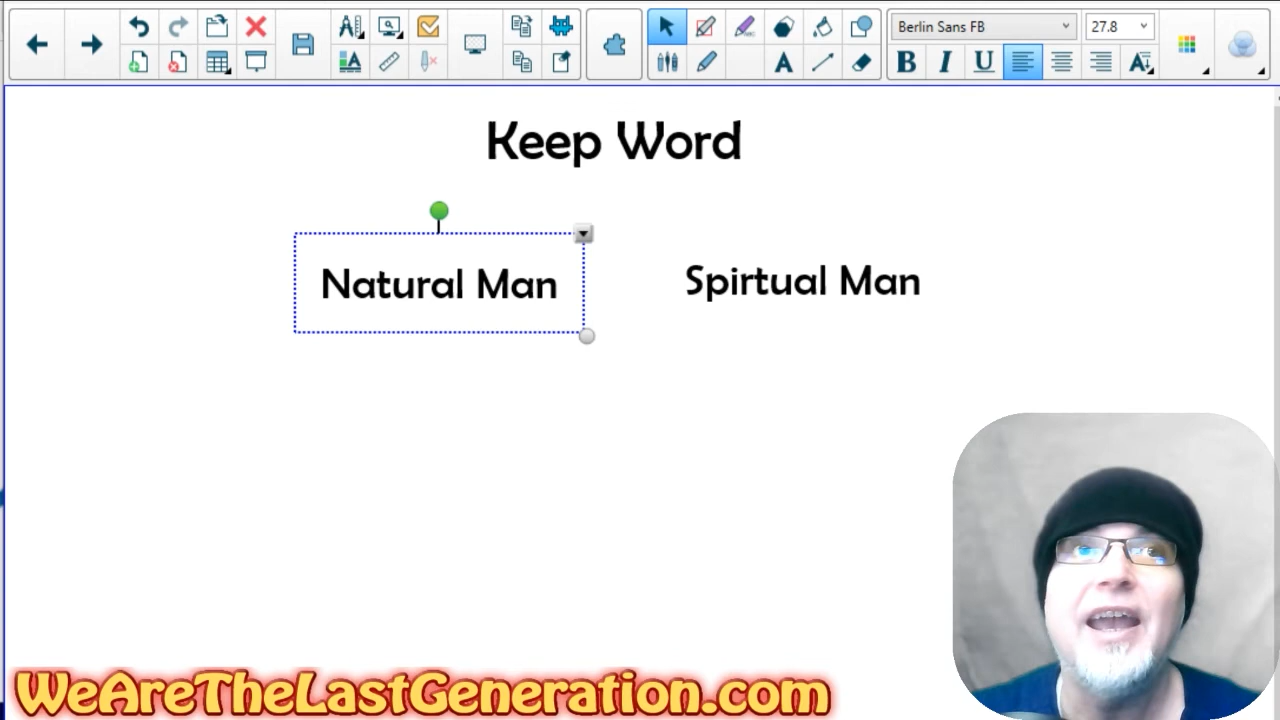 Berlin Sans FB 27.8
B I U A
A
Keep Word
Natural Man Spirtual Man
WeAreTheLastGeneration.com